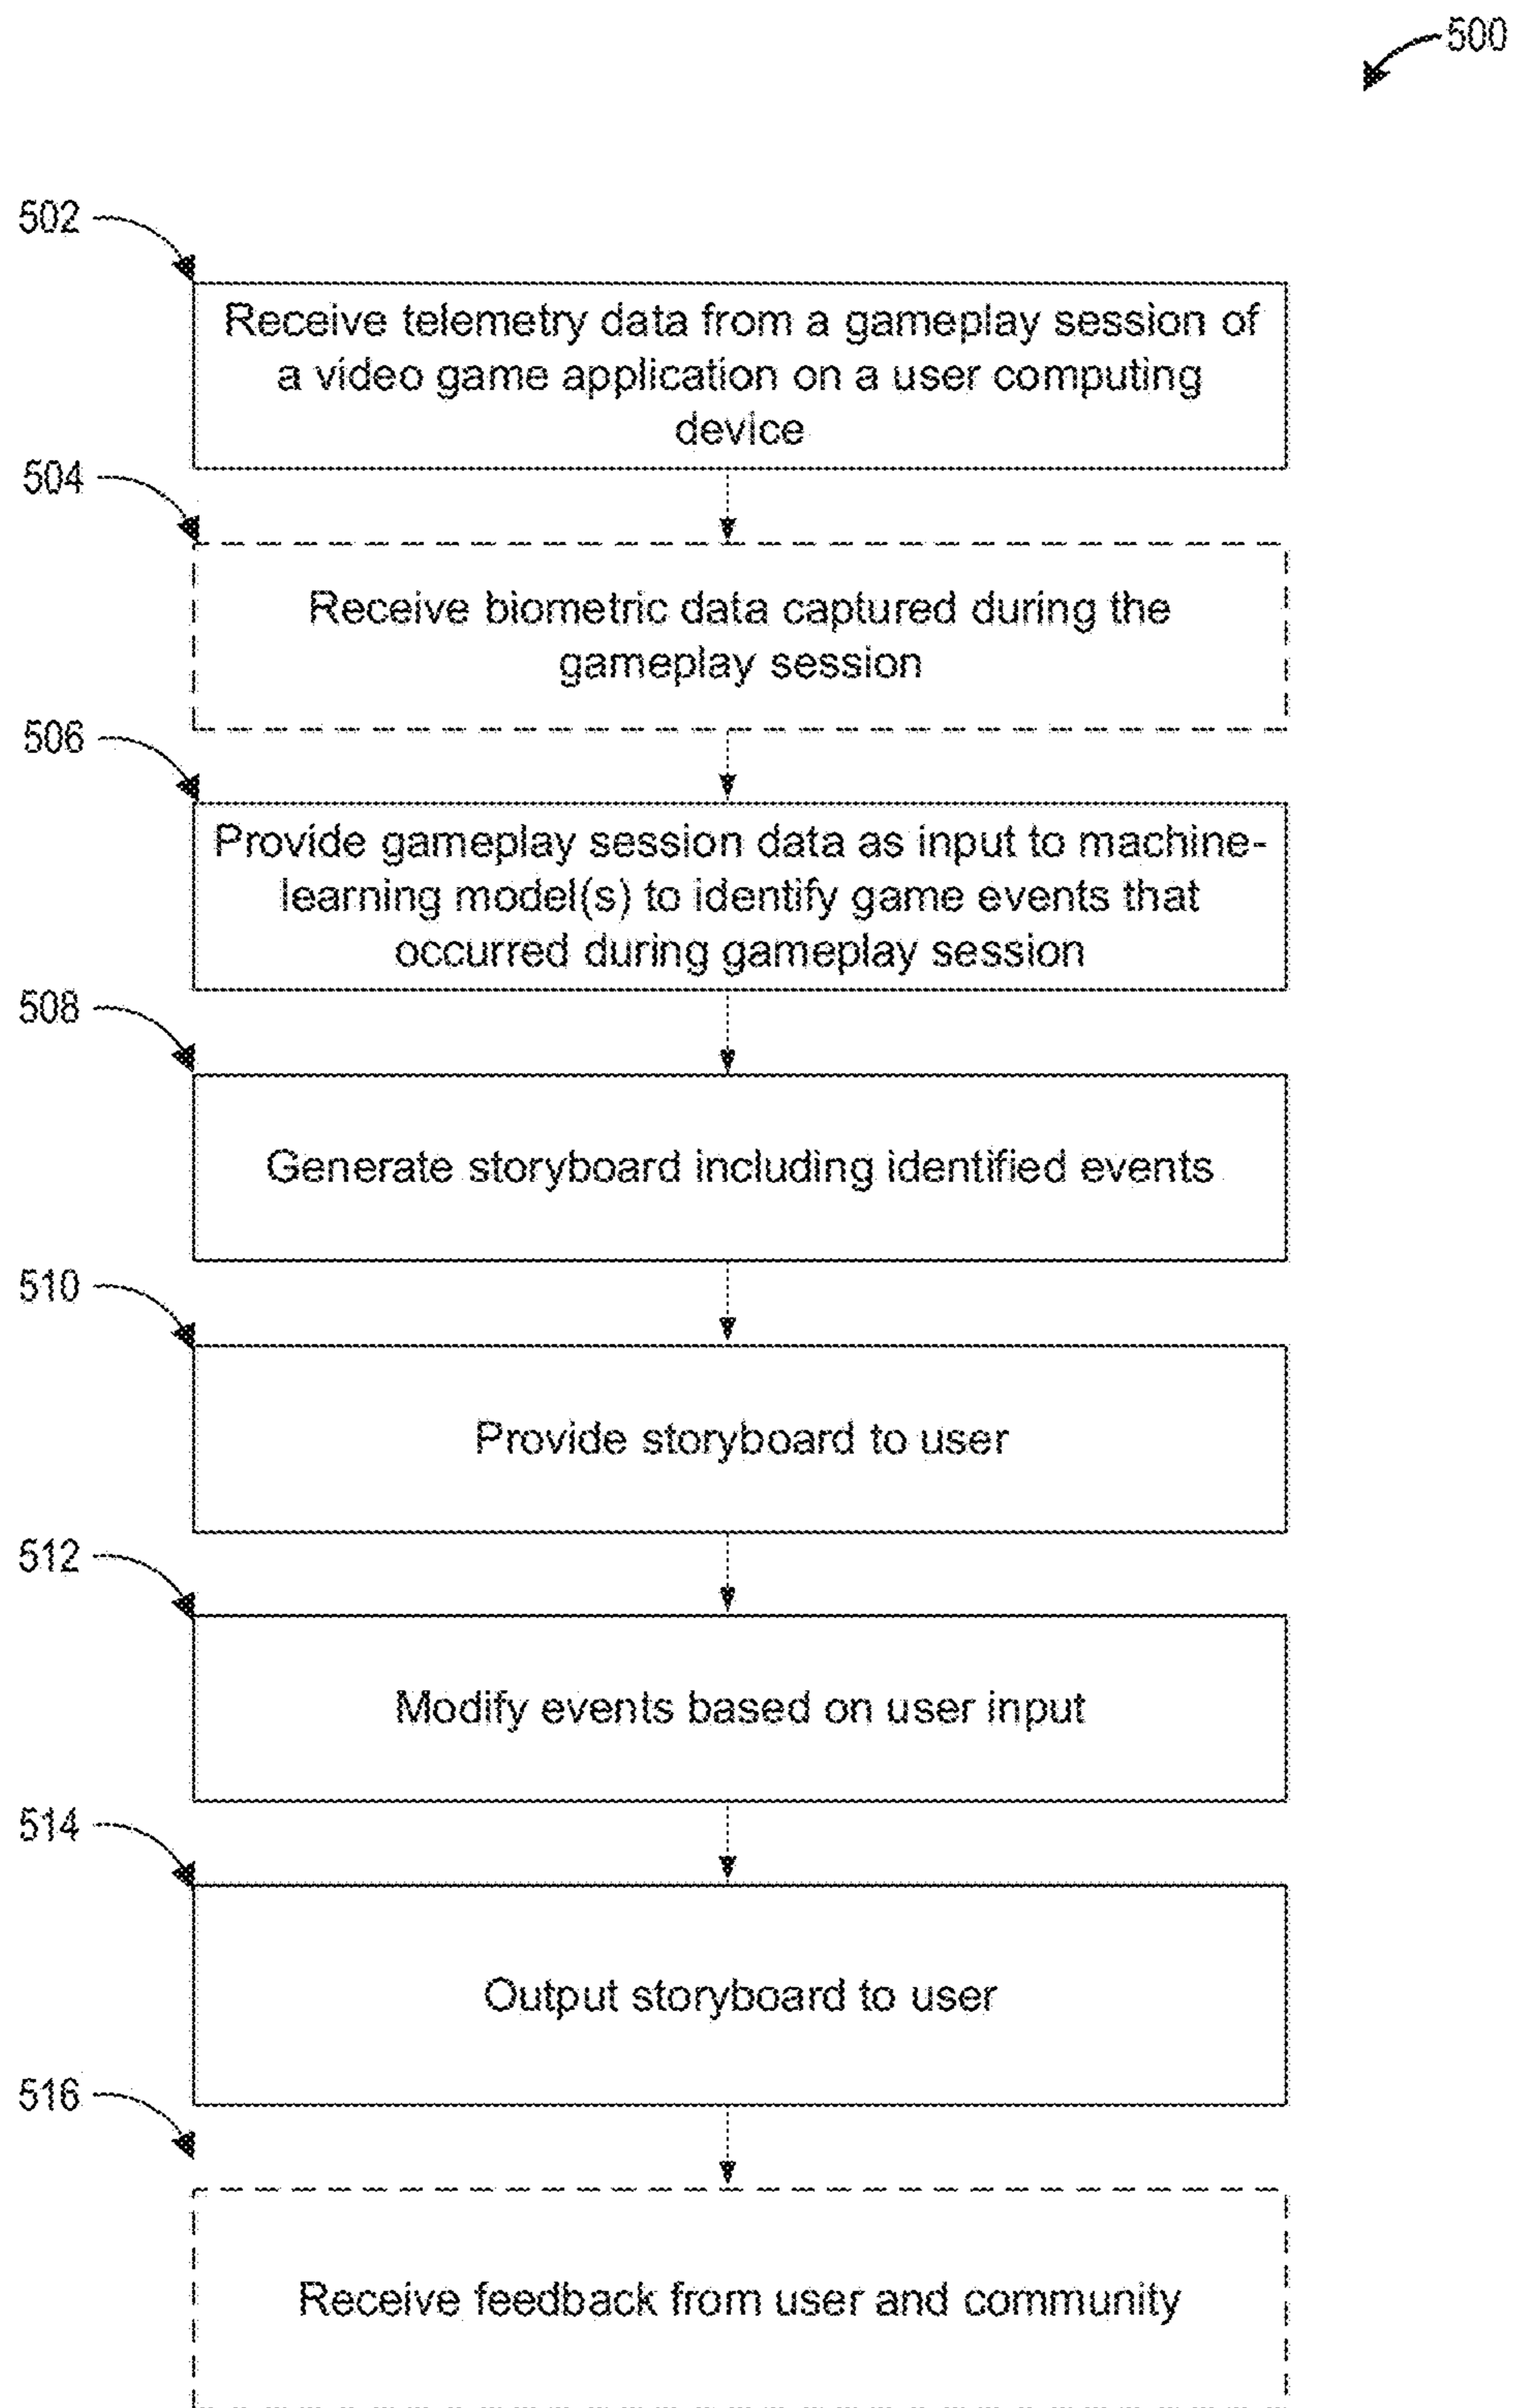 500
502
Receive telemetry data from a gameplay session of
a video game application on a user computing
device
504
Receive biometric data captured during the
gameplay session
506
Provide gameplay session data as input to machine-
learning model(s) to identify game events that
occurred during gameplay session
508
Generate storyboard including identified events
510
Provide storyboard to user
512
Modify events based on user input
514
Output storyboard to user
516
Receive feedback from user and community